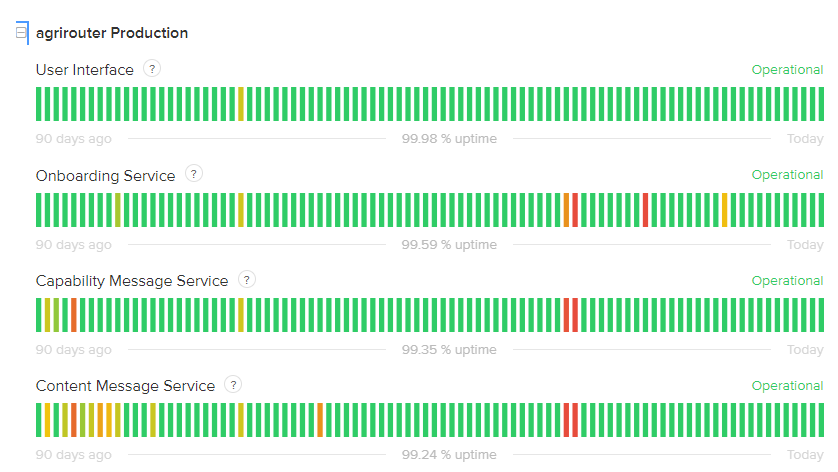 agrirouter Production
User Interface ? Operational
90 days ago 99.98 % uptime Today
Onboarding Service ? Operational
90 days ago 99.59 % uptime Today
Capability Message Service ? Operational
90 days ago 99.35 % uptime Today
Content Message Service ? Operational
90 days ago 99.24 % uptime Today